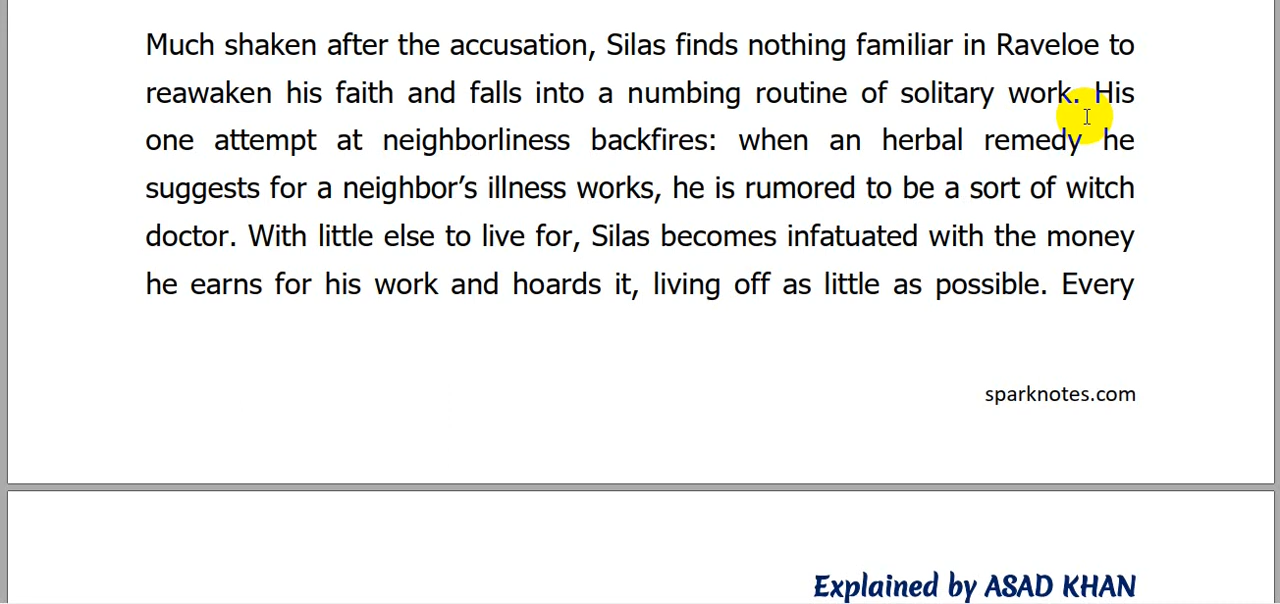 Much shaken after the accusation, Silas finds nothing familiar in Raveloe to
reawaken his faith and falls into a numbing routine of solitary work. His
one attempt at neighborliness backfires: when an herbal remedy he
suggests for a neighbor’s illness works, he is rumored to be a sort of witch
doctor. With little else to live for, Silas becomes infatuated with the money
he earns for his work and hoards it, living off as little as possible. Every
sparknotes.com
Explained by ASAD KHAN